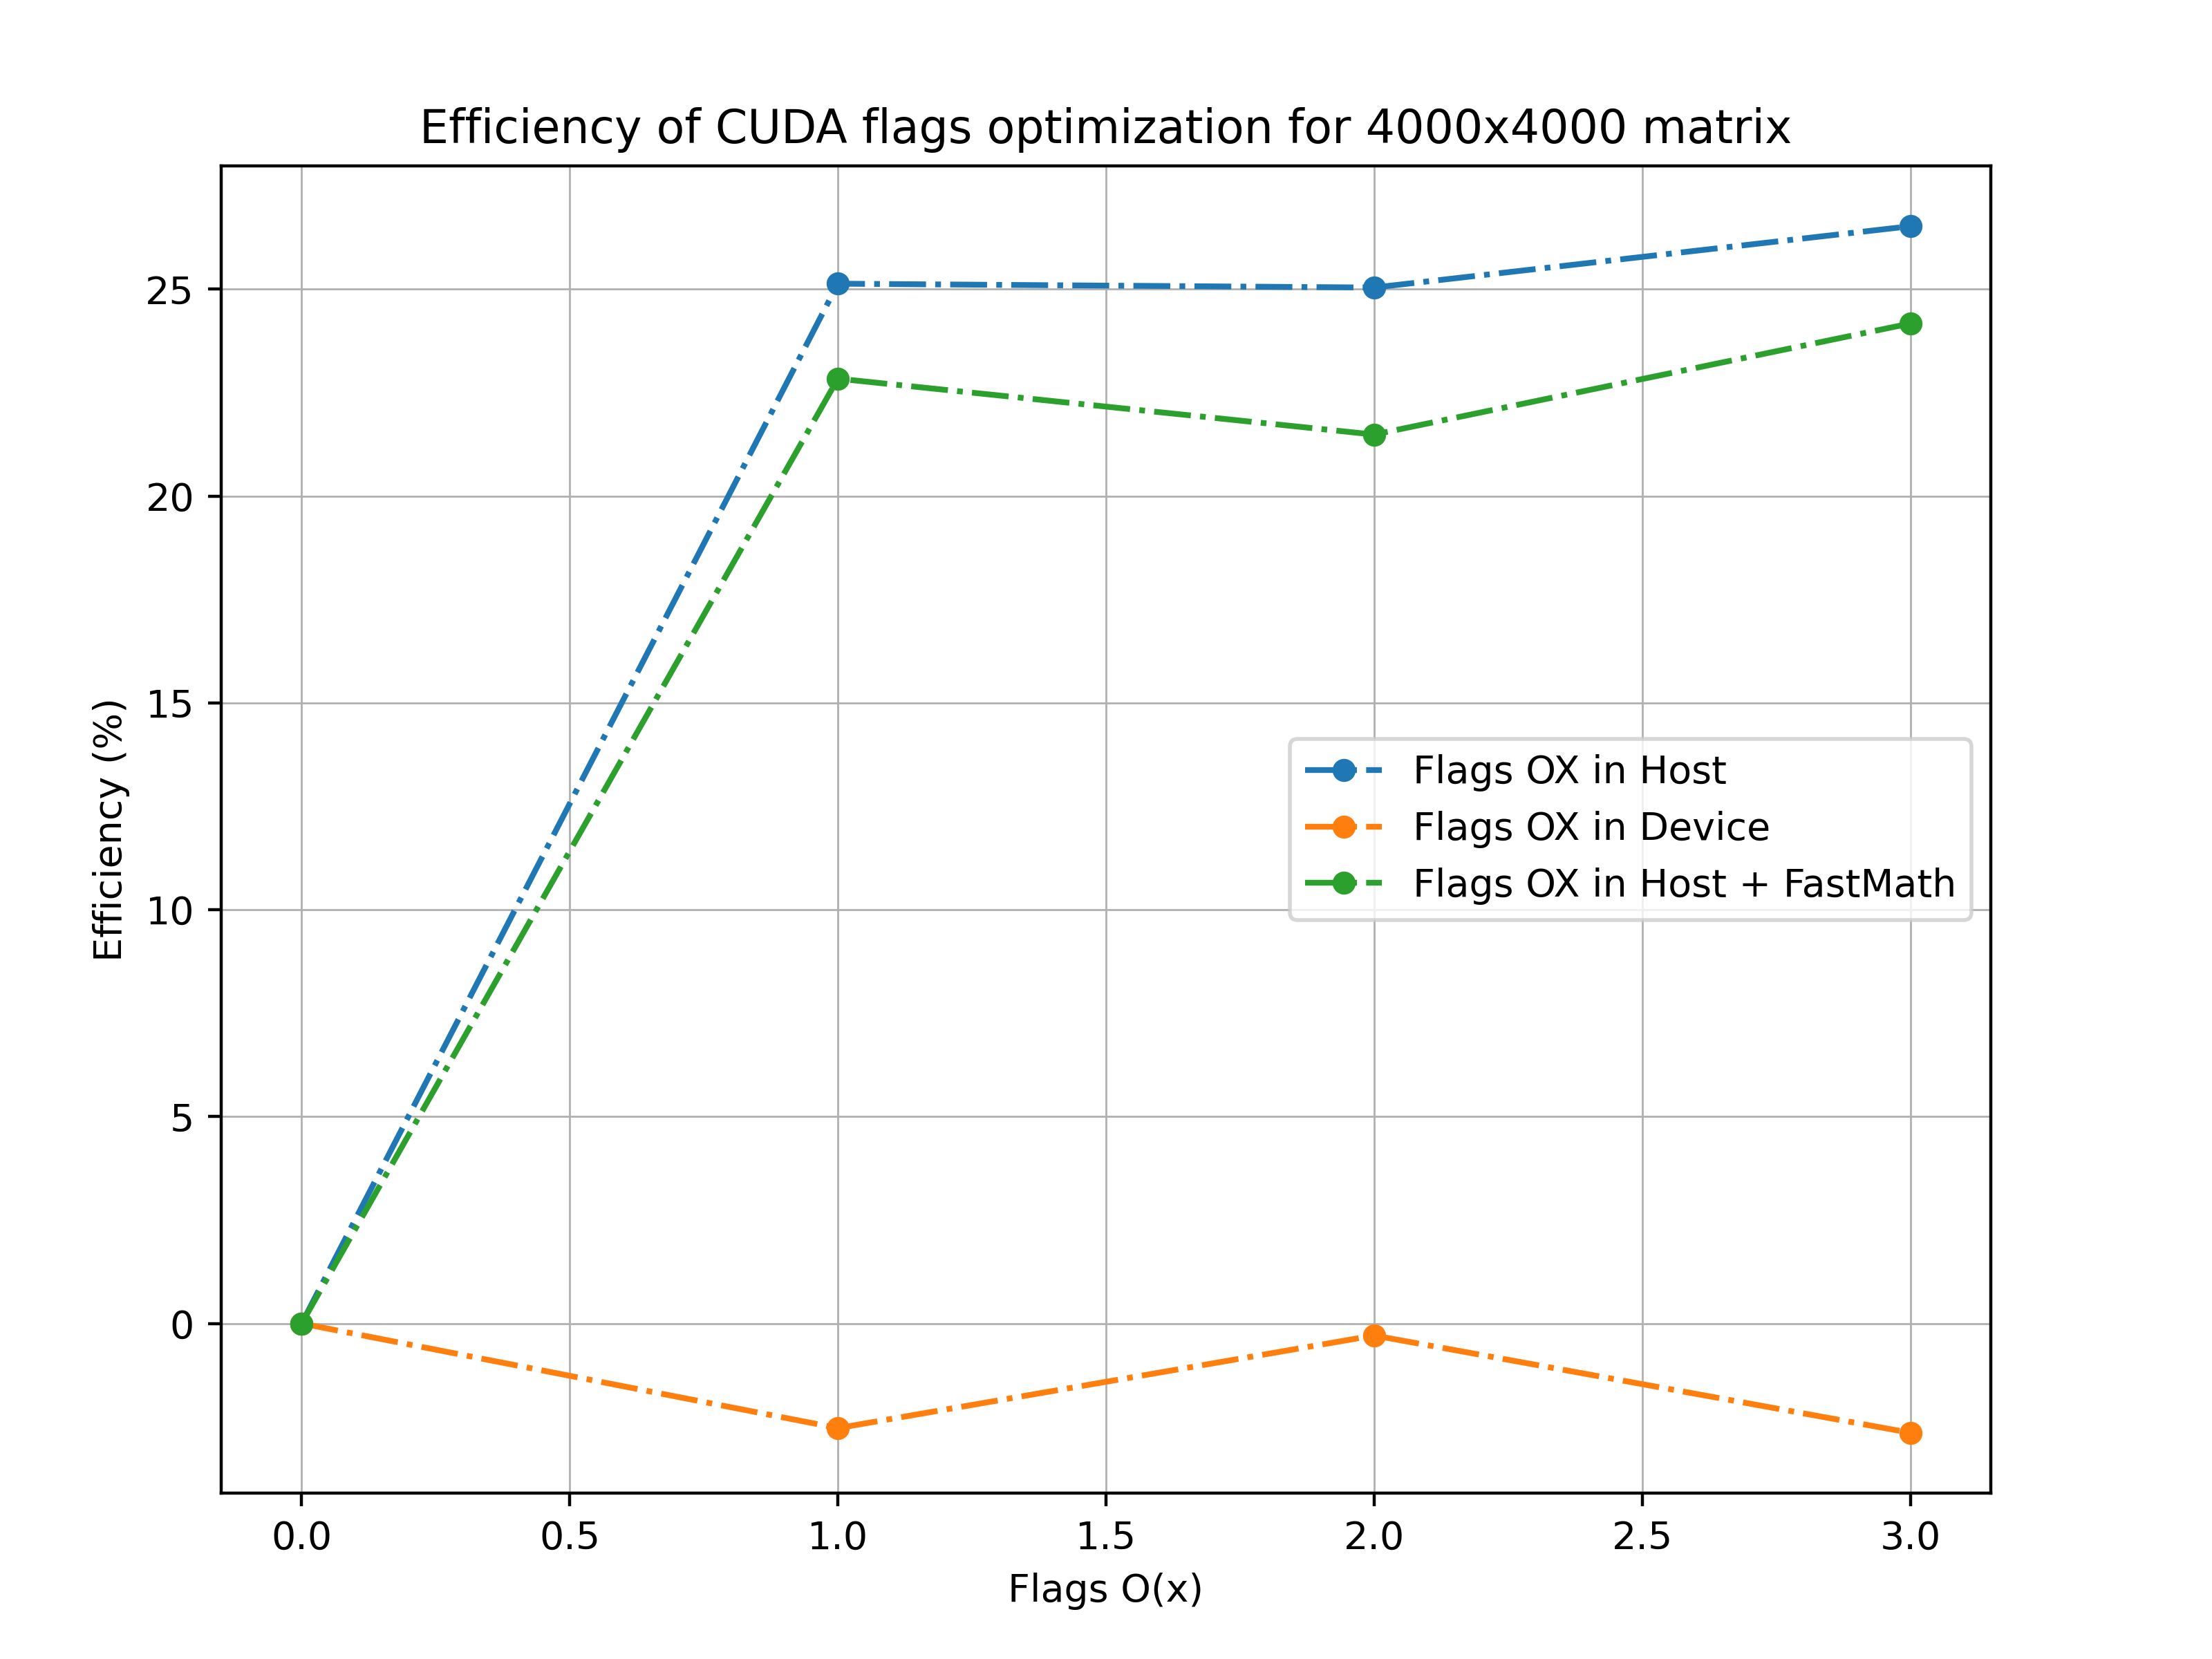 Efficiency of CUDA flags optimization for 4000x4000 matrix
Efficiency (%)
25
20
15
10
5
0
Flags OX in Host
Flags OX in Device
Flags OX in Host + FastMath
0.0 0.5 1.0 1.5 2.0 2.5 3.0
Flags O(x)